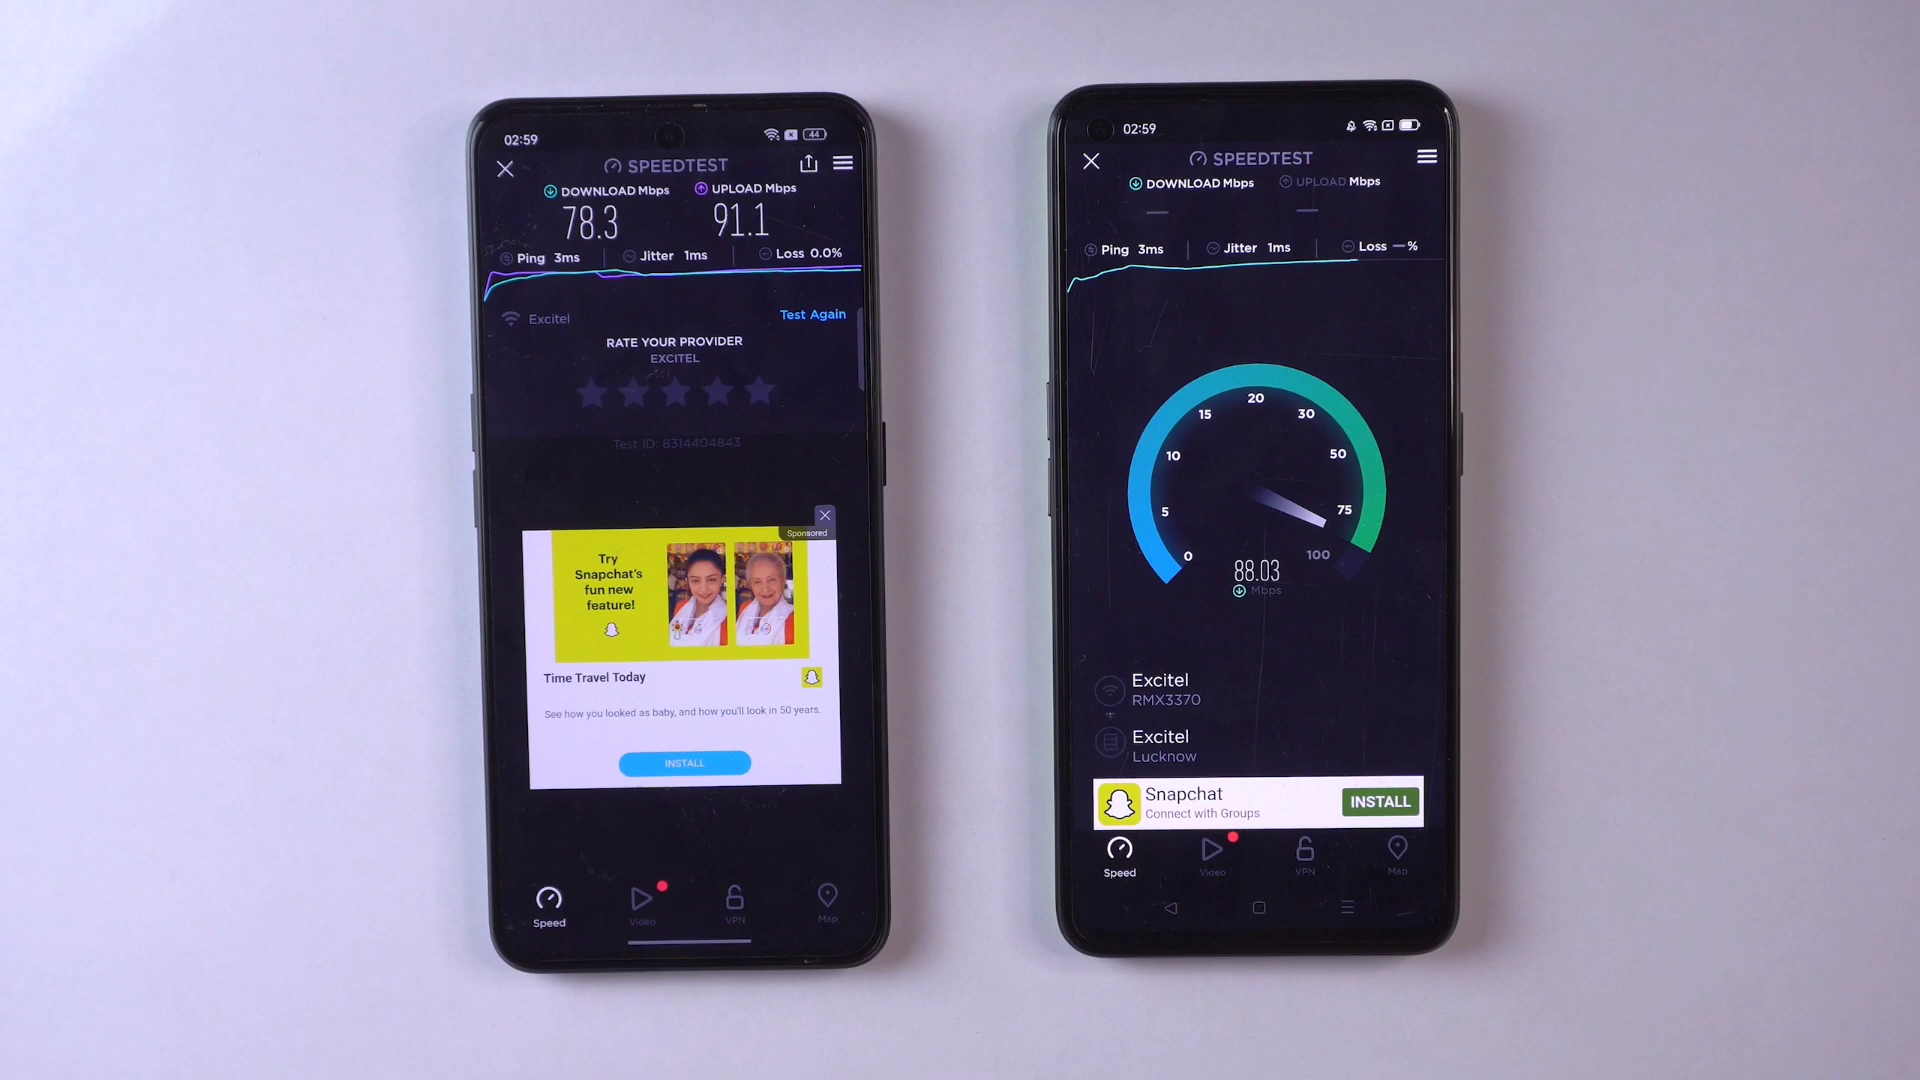 02:59
44
SPEEDTEST
DOWNLOAD Mbps
UPLOAD Mbps
78.3
91.1
Ping 3ms
Jitter 1ms
Loss 0.0%
Excitel
Test Again
RATE YOUR PROVIDER
EXCITEL
Test ID: 8314404843
Sponsored
Try
Snapchat's
fun new
feature!
Time Travel Today
See how you looked as baby, and how you'll look in 50 years.
INSTALL
Speed
Video
VPN
Map
02:59
SPEEDTEST
DOWNLOAD Mbps
UPLOAD Mbps
— —
Ping 3ms
Jitter 1ms
Loss —%
0
5
10
15
20
30
50
75
100
88.03
Mbps
Excitel
RMX3370
Excitel
Lucknow
Snapchat
Connect with Groups
INSTALL
Speed
Video
VPN
Map